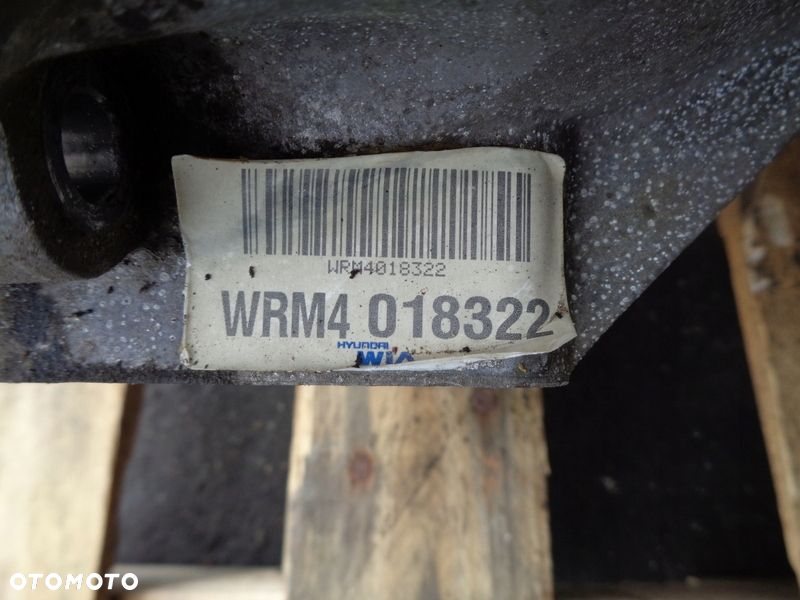 WRM4018322
WRM4 018322
HYUNDAI
WIA
OTOMOTO